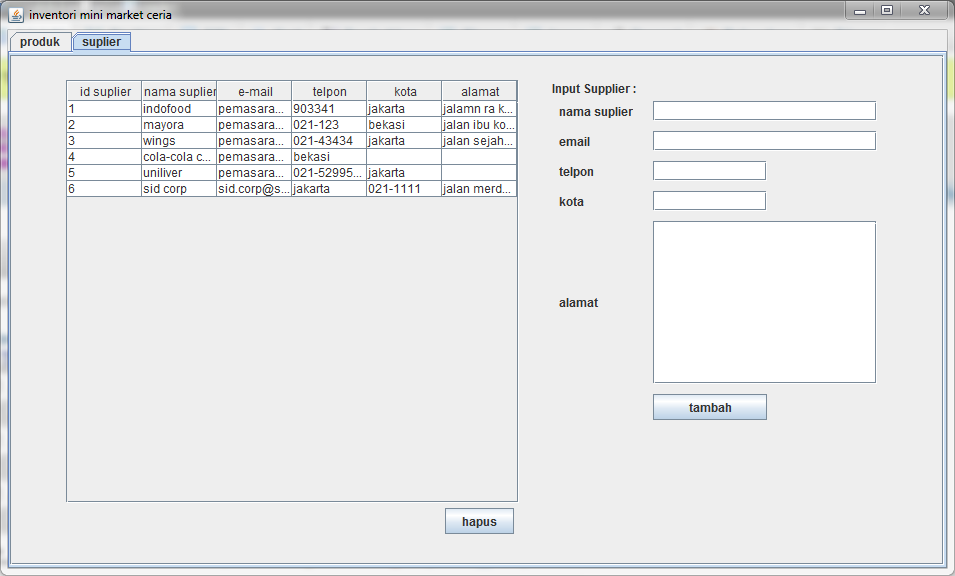 inventori mini market ceria
produk suplier
id suplier nama suplier e-mail telpon kota alamat
1 indofood pemasara... 903341 jakarta jalamn ra k...
2 mayora pemasara... 021-123 bekasi jalan ibu ko...
3 wings pemasara... 021-43434 jakarta jalan sejah...
4 cola-cola c... pemasara... bekasi
5 uniliver pemasara... 021-52995... jakarta
6 sid corp sid.corp@s... jakarta 021-1111 jalan merd...
hapus
Input Supplier :
nama suplier
email
telpon
kota
alamat
tambah